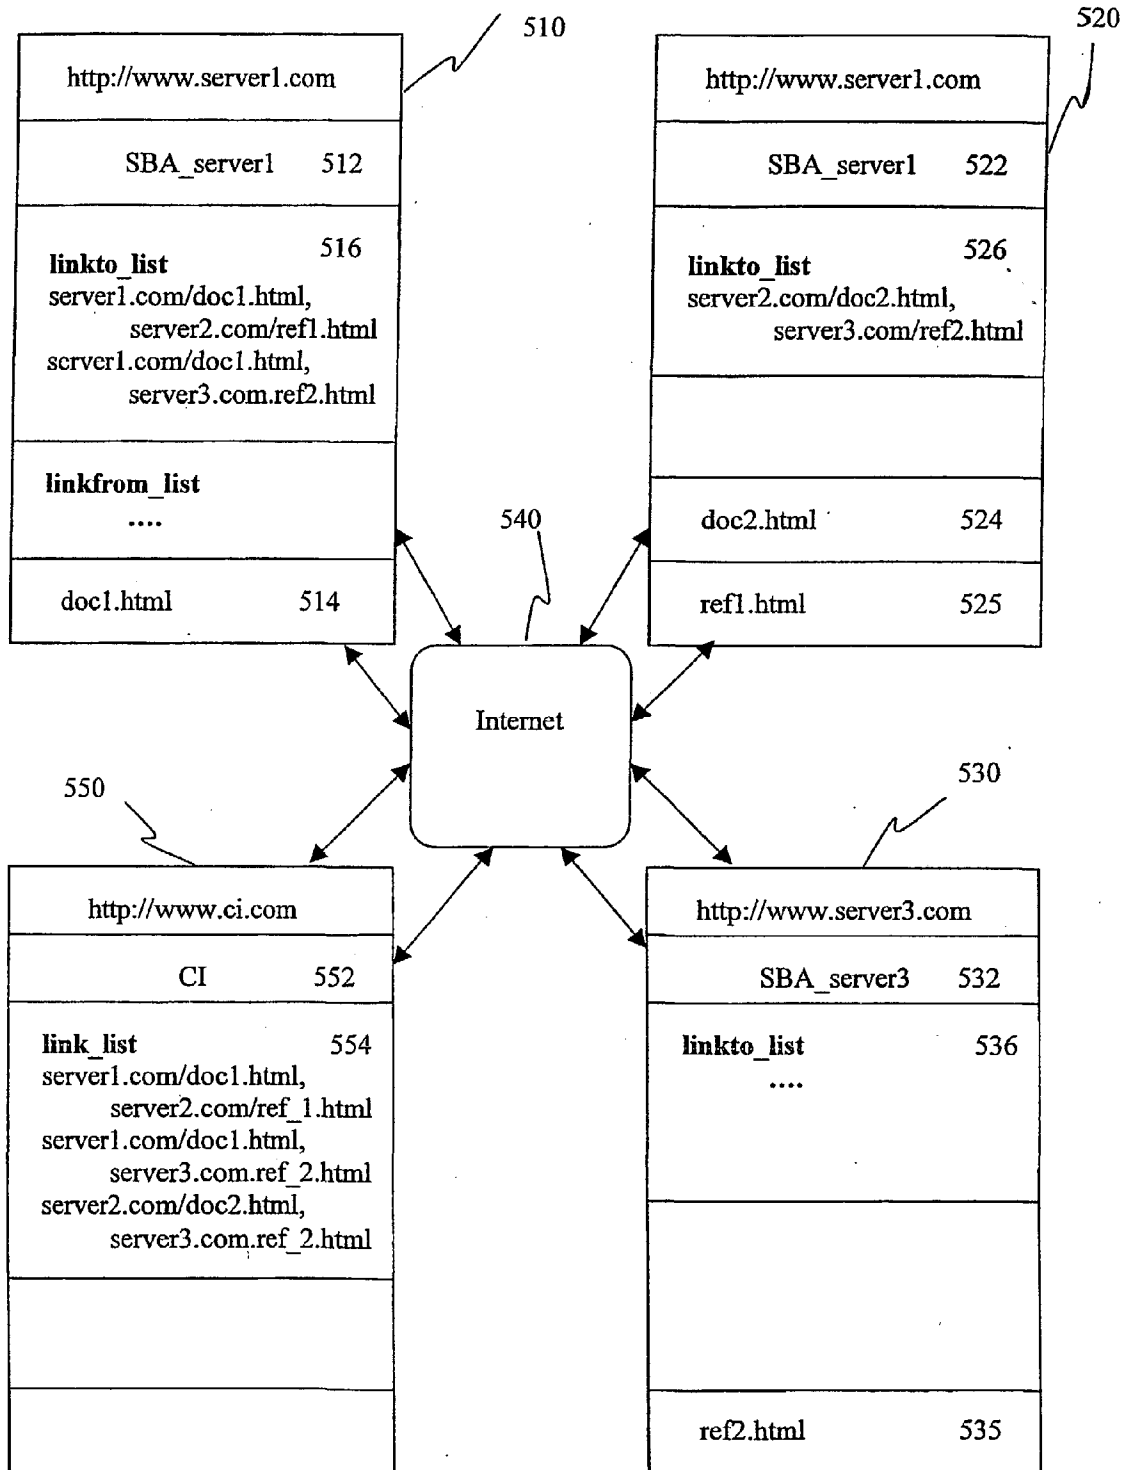 510
http://www.server1.com
SBA_server1 512
516
linkto_list
server1.com/doc1.html,
server2.com/ref1.html
server1.com/doc1.html,
server3.com.ref2.html
linkfrom_list
....
doc1.html 514
520
http://www.server1.com
SBA_server1 522
526
linkto_list
server2.com/doc2.html,
server3.com/ref2.html
doc2.html 524
ref1.html 525
540
Internet
550
http://www.ci.com
CI 552
link_list 554
server1.com/doc1.html,
server2.com/ref_1.html
server1.com/doc1.html,
server3.com.ref_2.html
server2.com/doc2.html,
server3.com.ref_2.html
530
http://www.server3.com
SBA_server3 532
linkto_list 536
....
ref2.html 535